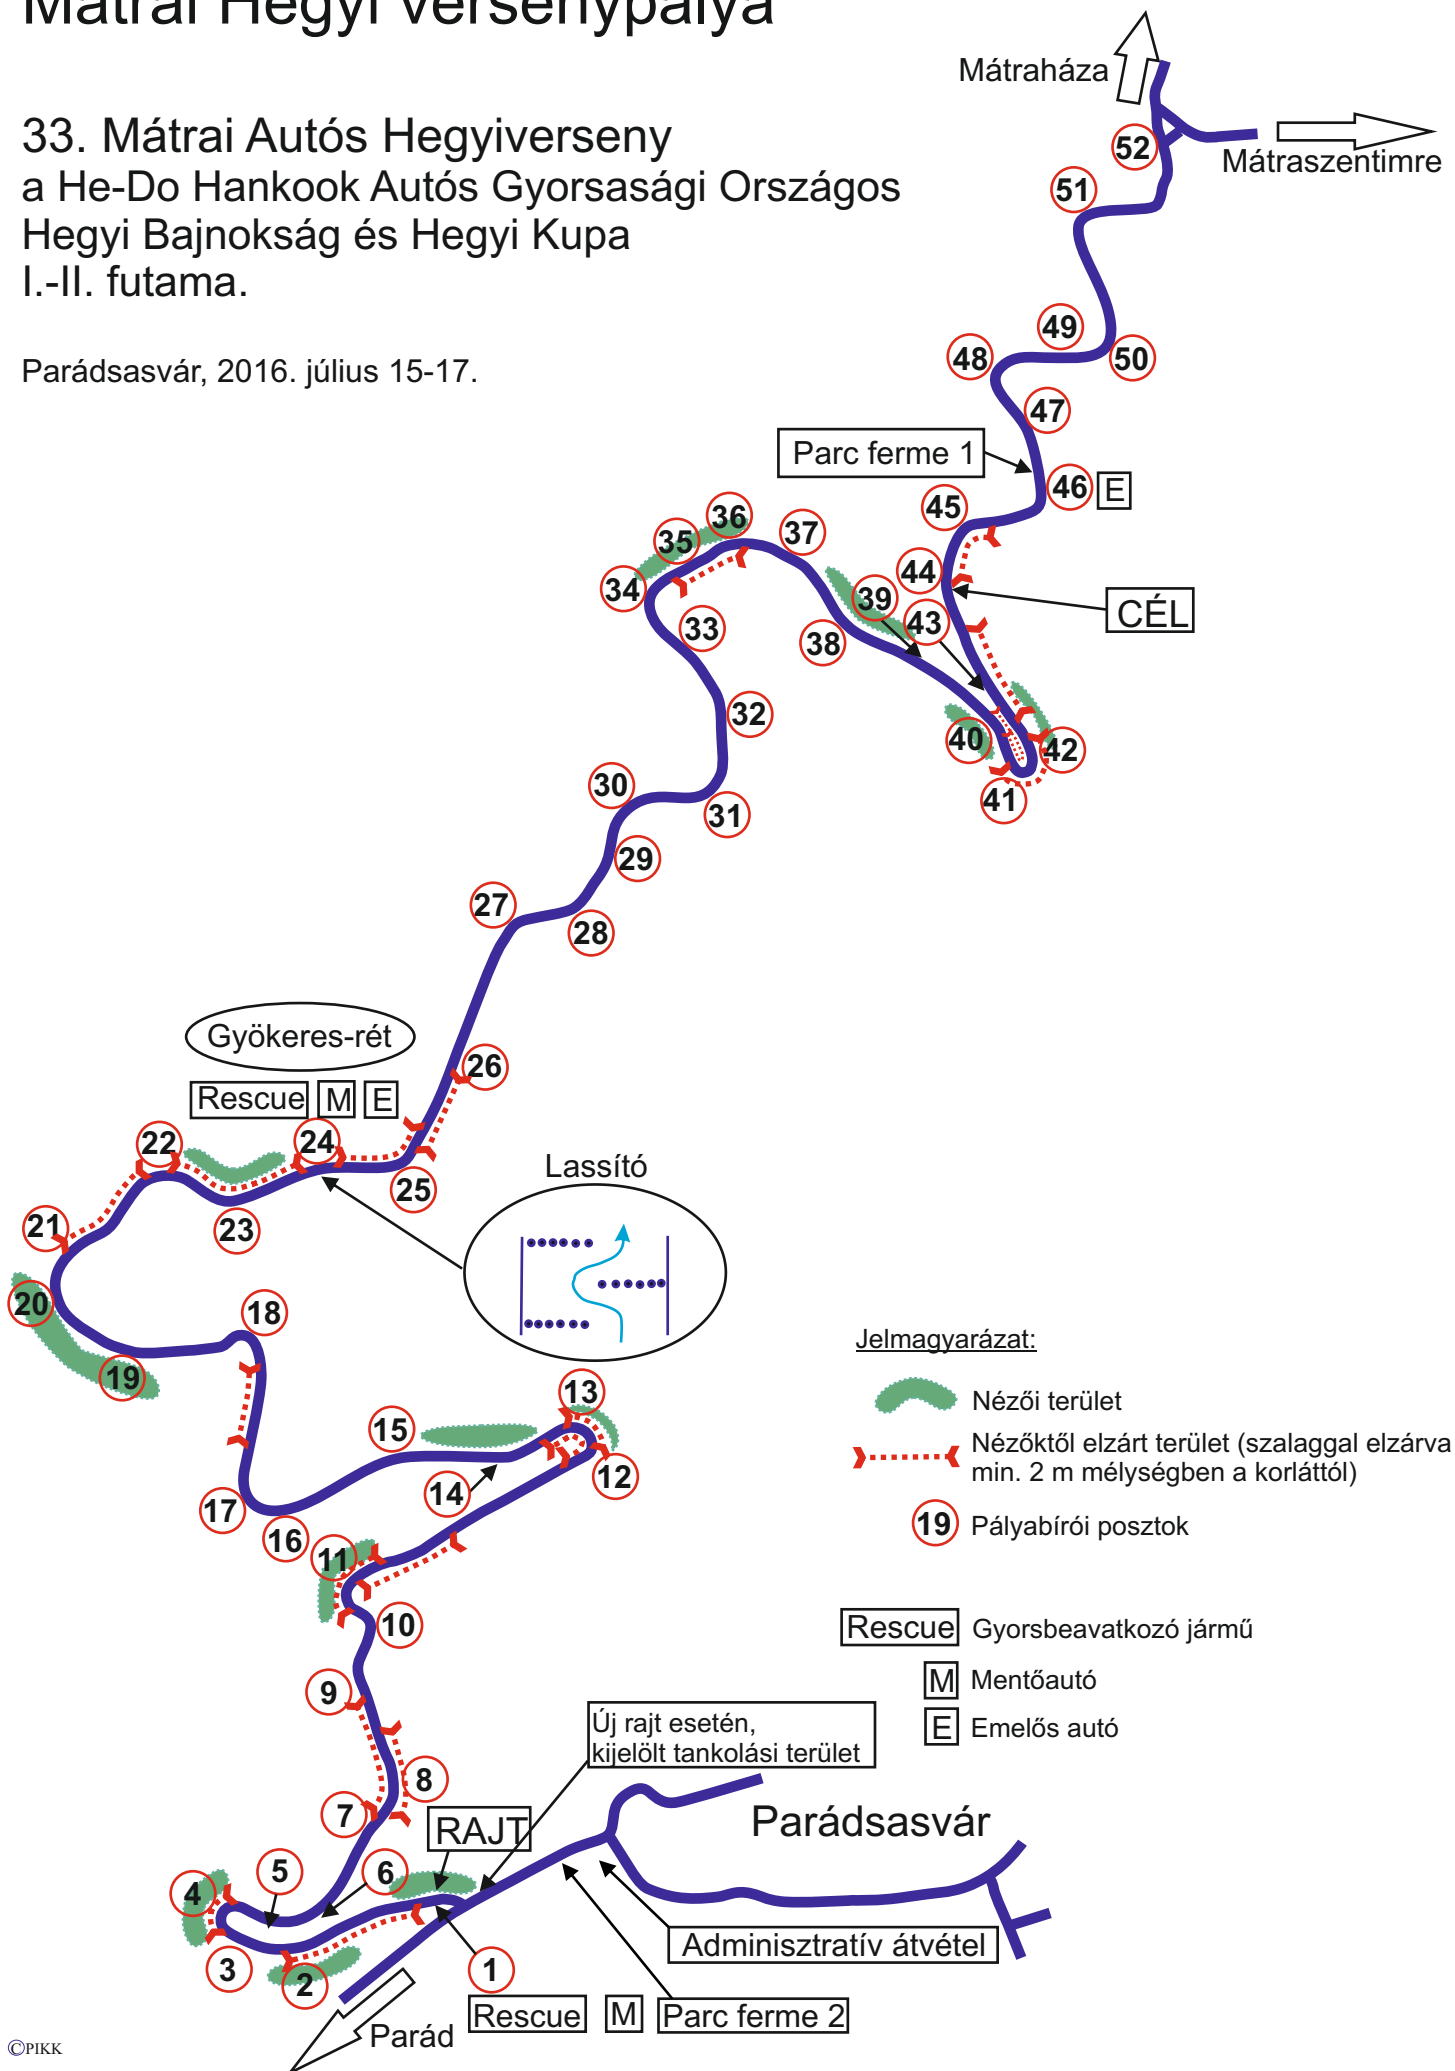 Mátrai Hegyi versenypálya
33. Mátrai Autós Hegyiverseny
a He-Do Hankook Autós Gyorsasági Országos
Hegyi Bajnokság és Hegyi Kupa
I.-II. futama.
Parádsasvár, 2016. július 15-17.
Mátraháza
Mátraszentimre
52
51
49
48
50
47
Parc ferme 1
46
E
45
36
35
37
34
44
39
43
CÉL
33
38
32
40
42
30
31
41
29
27
28
Gyökeres-rét
26
Rescue
M
E
22
24
25
Lassító
21
23
20
18
19
13
15
12
14
17
16
11
10
9
8
7
Jelmagyarázat:
Nézői terület
Nézőktől elzárt terület (szalaggal elzárva
min. 2 m mélységben a korláttól)
19
Pályabírói posztok
Rescue
Gyorsbeavatkozó jármű
M
Mentőautó
E
Emelős autó
Új rajt esetén,
kijelölt tankolási terület
RAJT
Parádsasvár
5
6
4
3
2
1
Adminisztratív átvétel
Rescue
M
Parc ferme 2
Parád
©PIKK